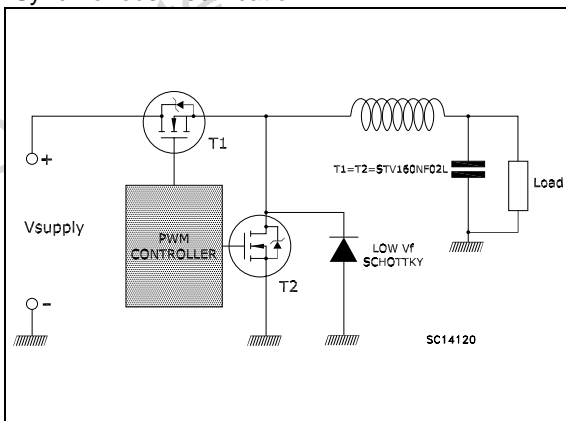 +
T1
T1=T2=STV160NF02L
Load
Vsupply
PWM
CONTROLLER
LOW Vf
SCHOTTKY
T2
-
SC14120